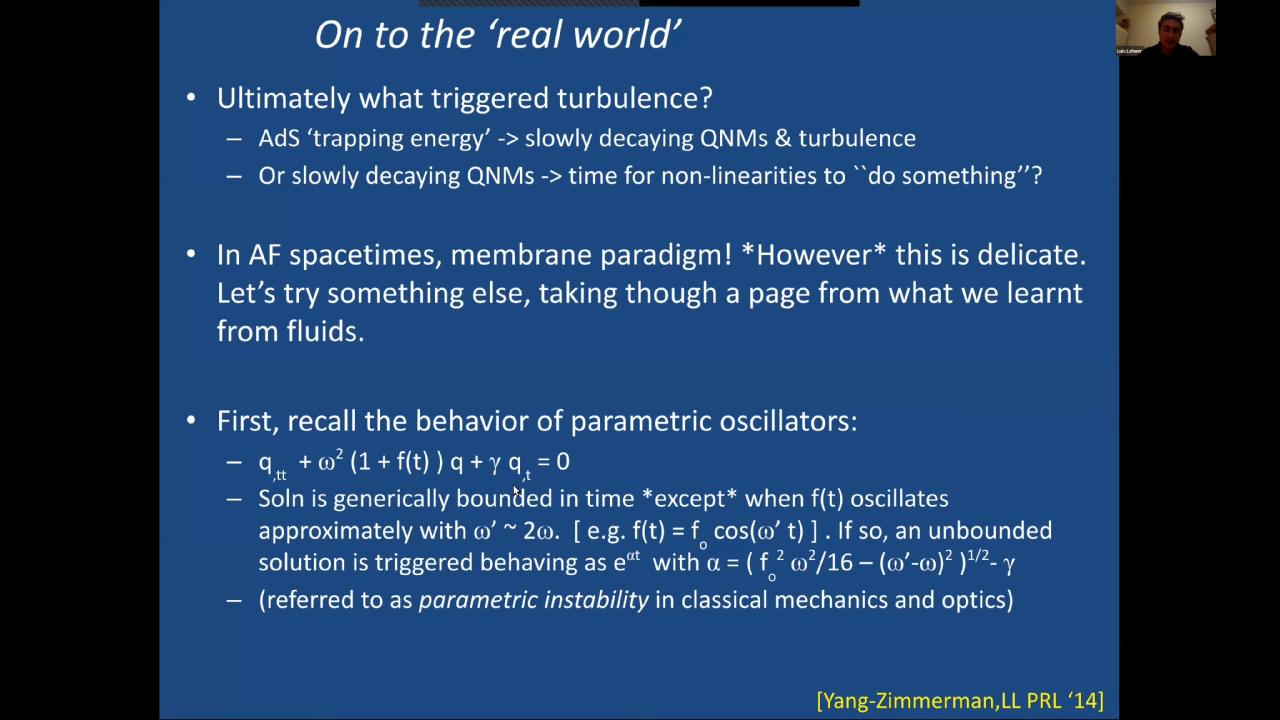 On to the ‘real world’
• Ultimately what triggered turbulence?
– AdS ‘trapping energy’ -> slowly decaying QNMs & turbulence
– Or slowly decaying QNMs -> time for non-linearities to ``do something’’?
• In AF spacetimes, membrane paradigm! *However* this is delicate.
Let’s try something else, taking though a page from what we learnt
from fluids.
• First, recall the behavior of parametric oscillators:
– q,tt + ω² (1 + f(t) ) q + γ q,t = 0
– Soln is generically bounded in time *except* when f(t) oscillates
approximately with ω’ ~ 2ω. [ e.g. f(t) = fo cos(ω’ t) ] . If so, an unbounded
solution is triggered behaving as e^αt with α = ( fo² ω²/16 – (ω’-ω)² )^1/2- γ
– (referred to as parametric instability in classical mechanics and optics)
[Yang-Zimmerman,LL PRL ‘14]
Luis Lehner